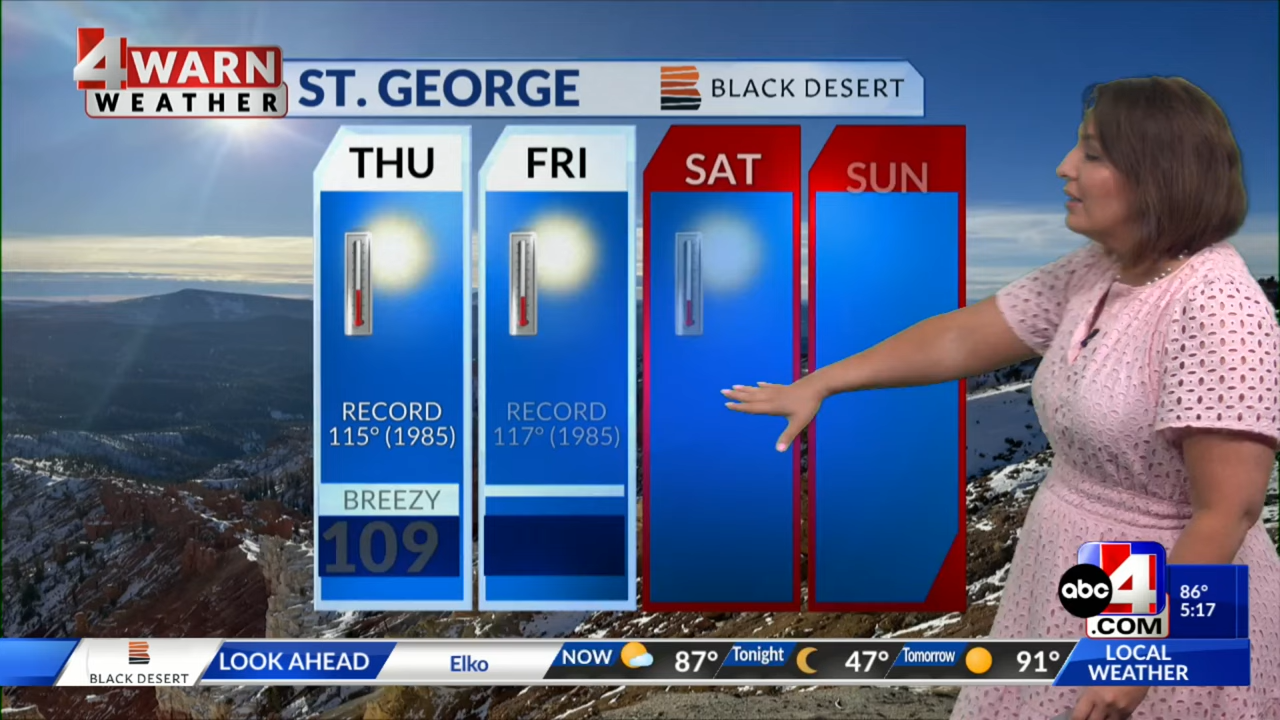 4 WARN
WEATHER
ST. GEORGE
BLACK DESERT
THU
FRI
SAT
SUN
RECORD
115° (1985)
RECORD
117° (1985)
BREEZY
109
abc 4
.COM
86°
5:17
BLACK DESERT
LOOK AHEAD
Elko
NOW
87°
Tonight
47°
Tomorrow
91°
LOCAL
WEATHER